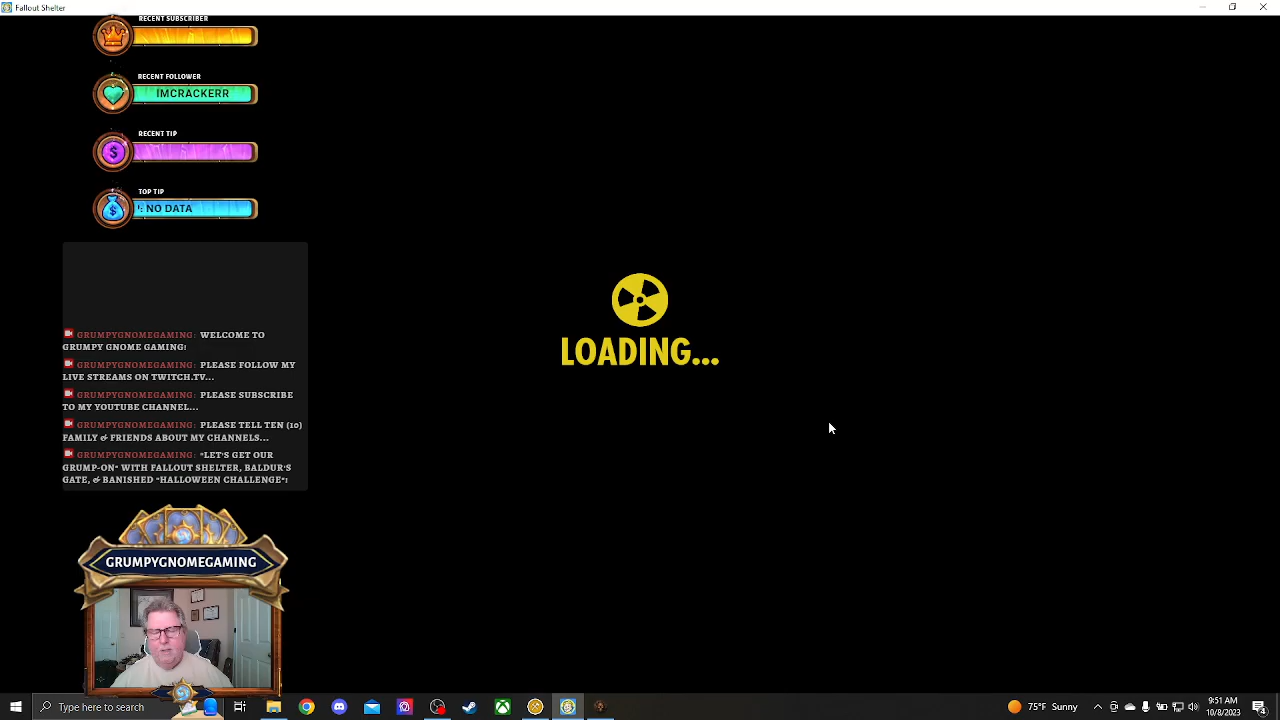 Fallout Shelter
RECENT SUBSCRIBER
RECENT FOLLOWER
IMCRACKERR
RECENT TIP
TOP TIP
: NO DATA
GRUMPYGNOMEGAMING: WELCOME TO
GRUMPY GNOME GAMING!
GRUMPYGNOMEGAMING: PLEASE FOLLOW MY
LIVE STREAMS ON TWITCH.TV...
GRUMPYGNOMEGAMING: PLEASE SUBSCRIBE
TO MY YOUTUBE CHANNEL...
GRUMPYGNOMEGAMING: PLEASE TELL TEN (10)
FAMILY & FRIENDS ABOUT MY CHANNELS...
GRUMPYGNOMEGAMING: "LET'S GET OUR
GRUMP-ON" WITH FALLOUT SHELTER, BALDUR'S
GATE, & BANISHED "HALLOWEEN CHALLENGE"!
LOADING...
GRUMPYGNOMEGAMING
Type here to search
75°F Sunny
9:51 AM
10/8/2023